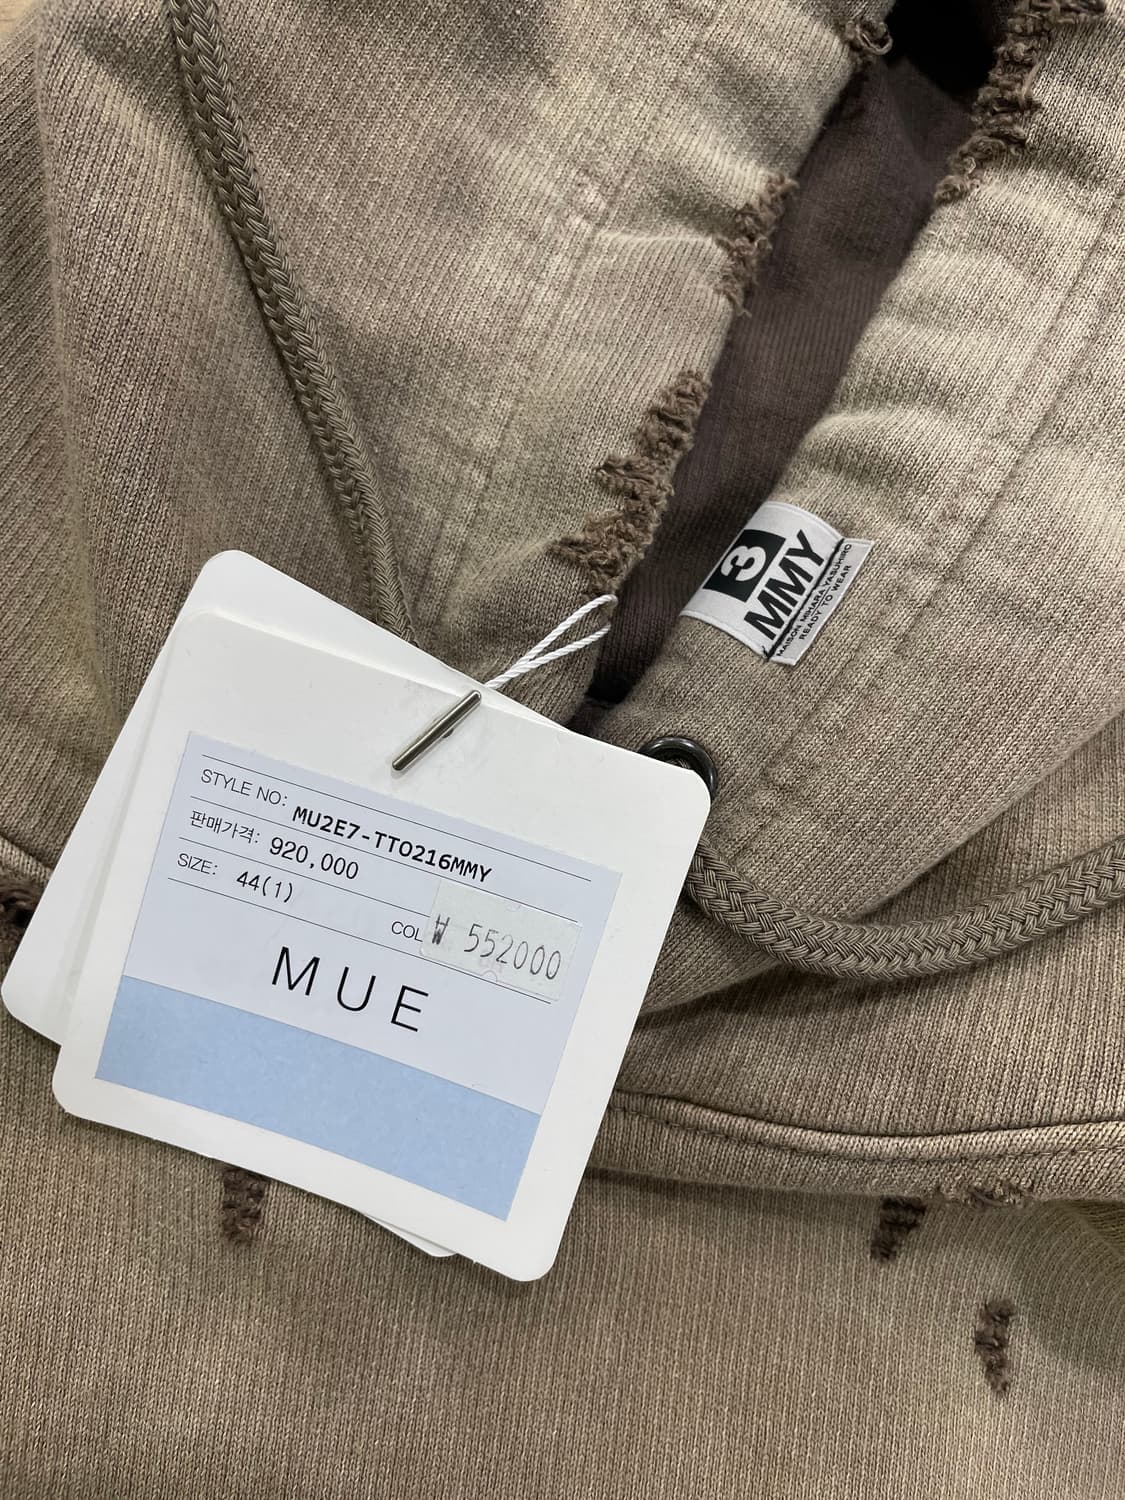 3
MMY
MAISON MIHARA YASUHIRO
READY TO WEAR
STYLE NO: MU2E7-TTO216MMY
판매가격: 920,000
SIZE: 44(1)
COL
₩ 552000
MUE